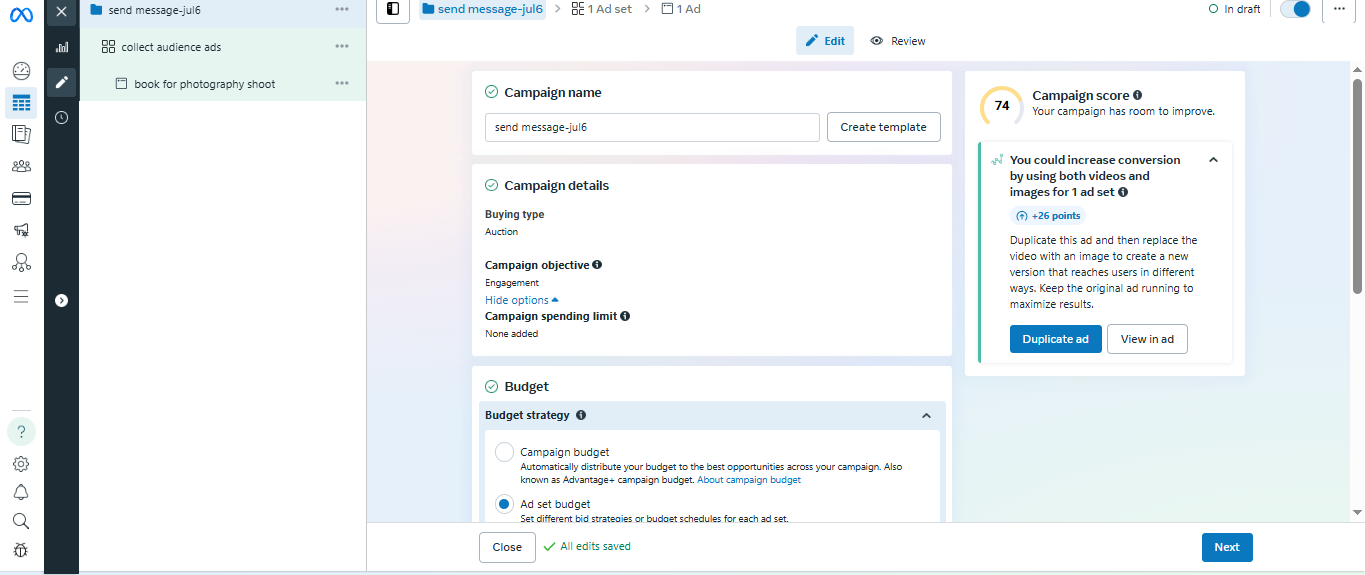 send message-jul6
collect audience ads
book for photography shoot
send message-jul6
1 Ad set
1 Ad
In draft
Edit
Review
Campaign name
send message-jul6
Create template
Campaign details
Buying type
Auction
Campaign objective
Engagement
Hide options
Campaign spending limit
None added
Budget
Budget strategy
Campaign budget
Automatically distribute your budget to the best opportunities across your campaign. Also
known as Advantage+ campaign budget. About campaign budget
Ad set budget
Set different bid strategies or budget schedules for each ad set.
74
Campaign score
Your campaign has room to improve.
You could increase conversion
by using both videos and
images for 1 ad set
+26 points
Duplicate this ad and then replace the
video with an image to create a new
version that reaches users in different
ways. Keep the original ad running to
maximize results.
Duplicate ad
View in ad
Close
All edits saved
Next